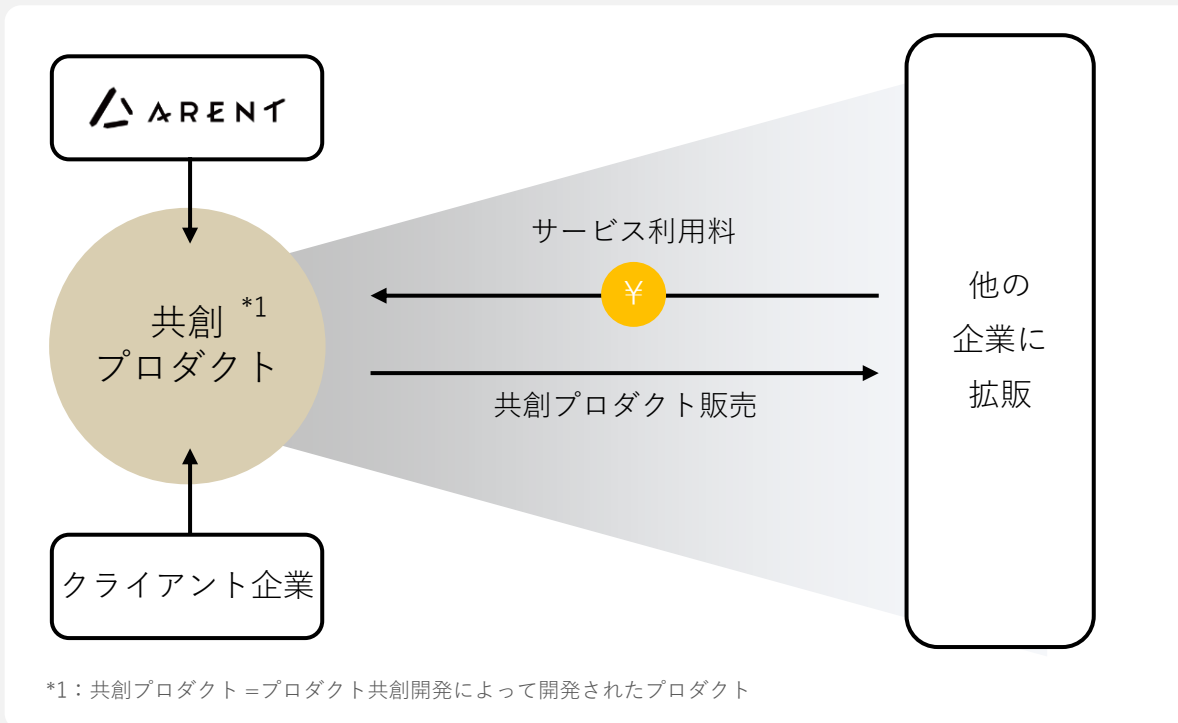 ARENT
サービス利用料
¥
共創 *1
プロダクト
共創プロダクト販売
他の
企業に
拡販
クライアント企業
*1：共創プロダクト =プロダクト共創開発によって開発されたプロダクト